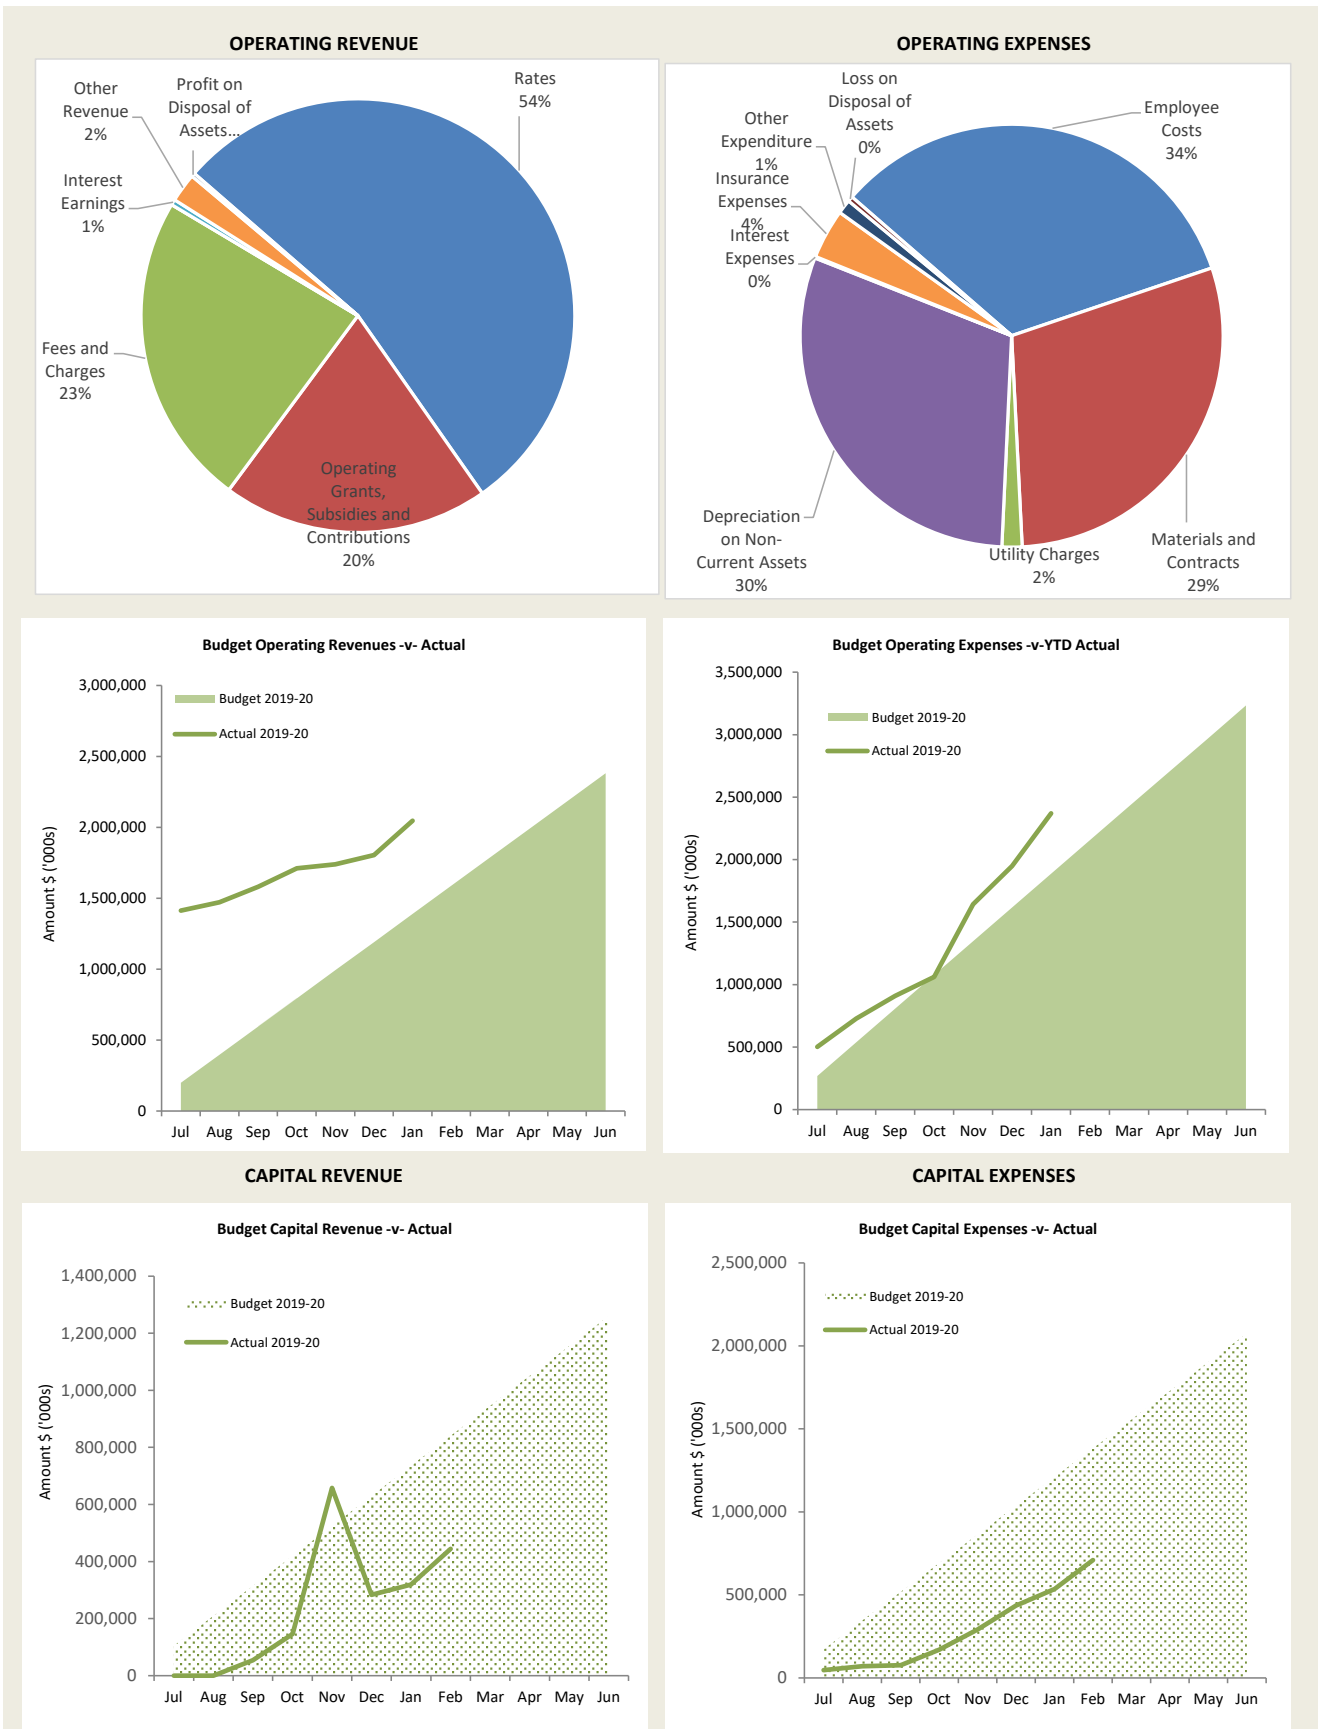 OPERATING REVENUE
Other
Revenue
2%
Profit on
Disposal of
Assets...
Rates
54%
Interest
Earnings
1%
Fees and
Charges
23%
Operating
Grants,
Subsidies and
Contributions
20%
OPERATING EXPENSES
Loss on
Disposal of
Assets
0%
Other
Expenditure
1%
Employee
Costs
34%
Insurance
Expenses
4%
Interest
Expenses
0%
Depreciation
on Non-
Current Assets
30%
Utility Charges
2%
Materials and
Contracts
29%
Budget Operating Revenues -v- Actual
3,000,000
2,500,000
2,000,000
1,500,000
1,000,000
500,000
0
Amount $ ('000s)
Budget 2019-20
Actual 2019-20
Jul Aug Sep Oct Nov Dec Jan Feb Mar Apr May Jun
Budget Operating Expenses -v-YTD Actual
3,500,000
3,000,000
2,500,000
2,000,000
1,500,000
1,000,000
500,000
0
Amount $ ('000s)
Budget 2019-20
Actual 2019-20
Jul Aug Sep Oct Nov Dec Jan Feb Mar Apr May Jun
CAPITAL REVENUE
Budget Capital Revenue -v- Actual
1,400,000
1,200,000
1,000,000
800,000
600,000
400,000
200,000
0
Amount $ ('000s)
Budget 2019-20
Actual 2019-20
Jul Aug Sep Oct Nov Dec Jan Feb Mar Apr May Jun
CAPITAL EXPENSES
Budget Capital Expenses -v- Actual
2,500,000
2,000,000
1,500,000
1,000,000
500,000
0
Amount $ ('000s)
Budget 2019-20
Actual 2019-20
Jul Aug Sep Oct Nov Dec Jan Feb Mar Apr May Jun